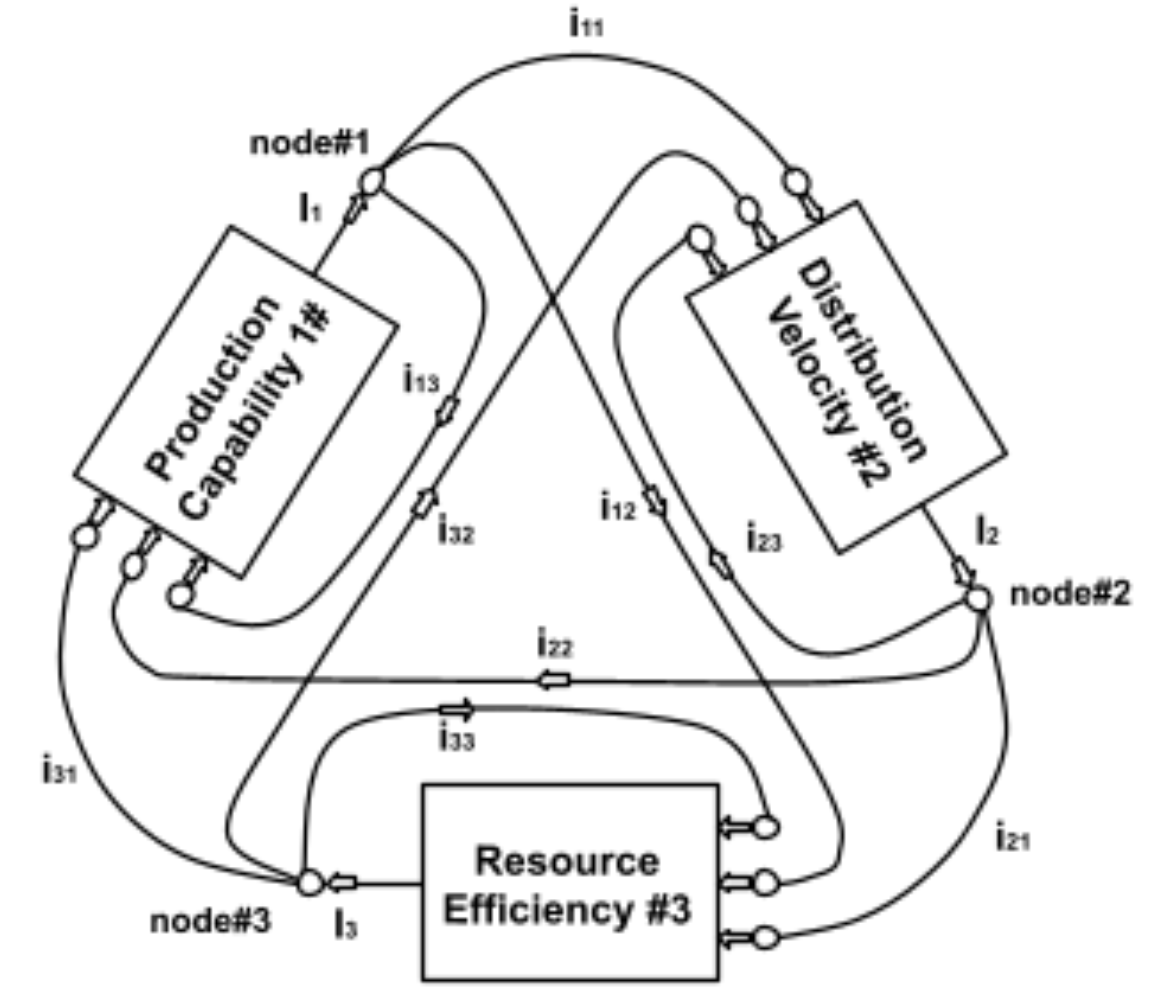 i11
node#1
I1
Production
Capability 1#
Distribution
Velocity #2
i13
i32
i12
i23
I2
node#2
i22
i33
i31
i21
Resource
Efficiency #3
node#3
I3